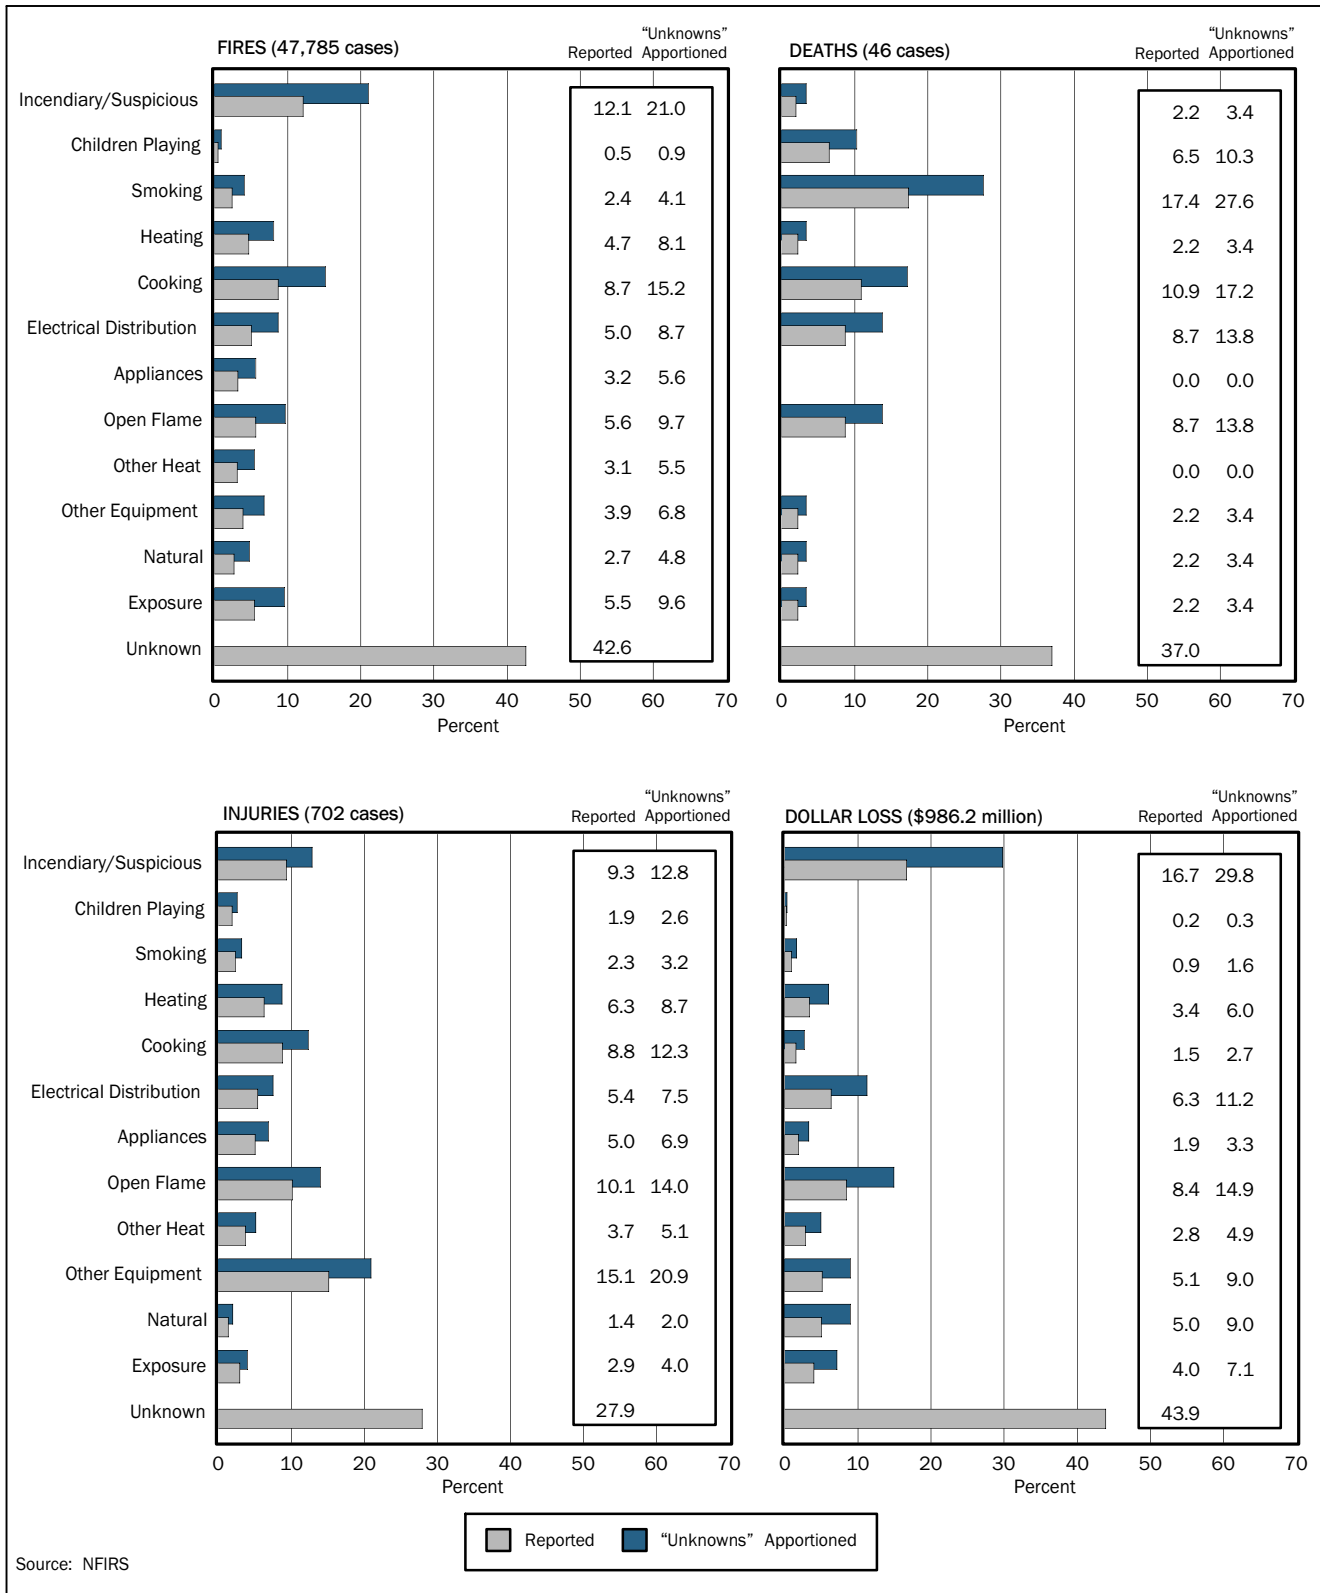 “Unknowns”
FIRES (47,785 cases) Reported Apportioned
Incendiary/Suspicious 12.1 21.0
Children Playing 0.5 0.9
Smoking 2.4 4.1
Heating 4.7 8.1
Cooking 8.7 15.2
Electrical Distribution 5.0 8.7
Appliances 3.2 5.6
Open Flame 5.6 9.7
Other Heat 3.1 5.5
Other Equipment 3.9 6.8
Natural 2.7 4.8
Exposure 5.5 9.6
Unknown 42.6
0 10 20 30 40 50 60 70
Percent
“Unknowns”
DEATHS (46 cases) Reported Apportioned
2.2 3.4
6.5 10.3
17.4 27.6
2.2 3.4
10.9 17.2
8.7 13.8
0.0 0.0
8.7 13.8
0.0 0.0
2.2 3.4
2.2 3.4
2.2 3.4
37.0
0 10 20 30 40 50 60 70
Percent
“Unknowns”
INJURIES (702 cases) Reported Apportioned
Incendiary/Suspicious 9.3 12.8
Children Playing 1.9 2.6
Smoking 2.3 3.2
Heating 6.3 8.7
Cooking 8.8 12.3
Electrical Distribution 5.4 7.5
Appliances 5.0 6.9
Open Flame 10.1 14.0
Other Heat 3.7 5.1
Other Equipment 15.1 20.9
Natural 1.4 2.0
Exposure 2.9 4.0
Unknown 27.9
0 10 20 30 40 50 60 70
Percent
“Unknowns”
DOLLAR LOSS ($986.2 million) Reported Apportioned
16.7 29.8
0.2 0.3
0.9 1.6
3.4 6.0
1.5 2.7
6.3 11.2
1.9 3.3
8.4 14.9
2.8 4.9
5.1 9.0
5.0 9.0
4.0 7.1
43.9
0 10 20 30 40 50 60 70
Percent
Reported “Unknowns” Apportioned
Source: NFIRS